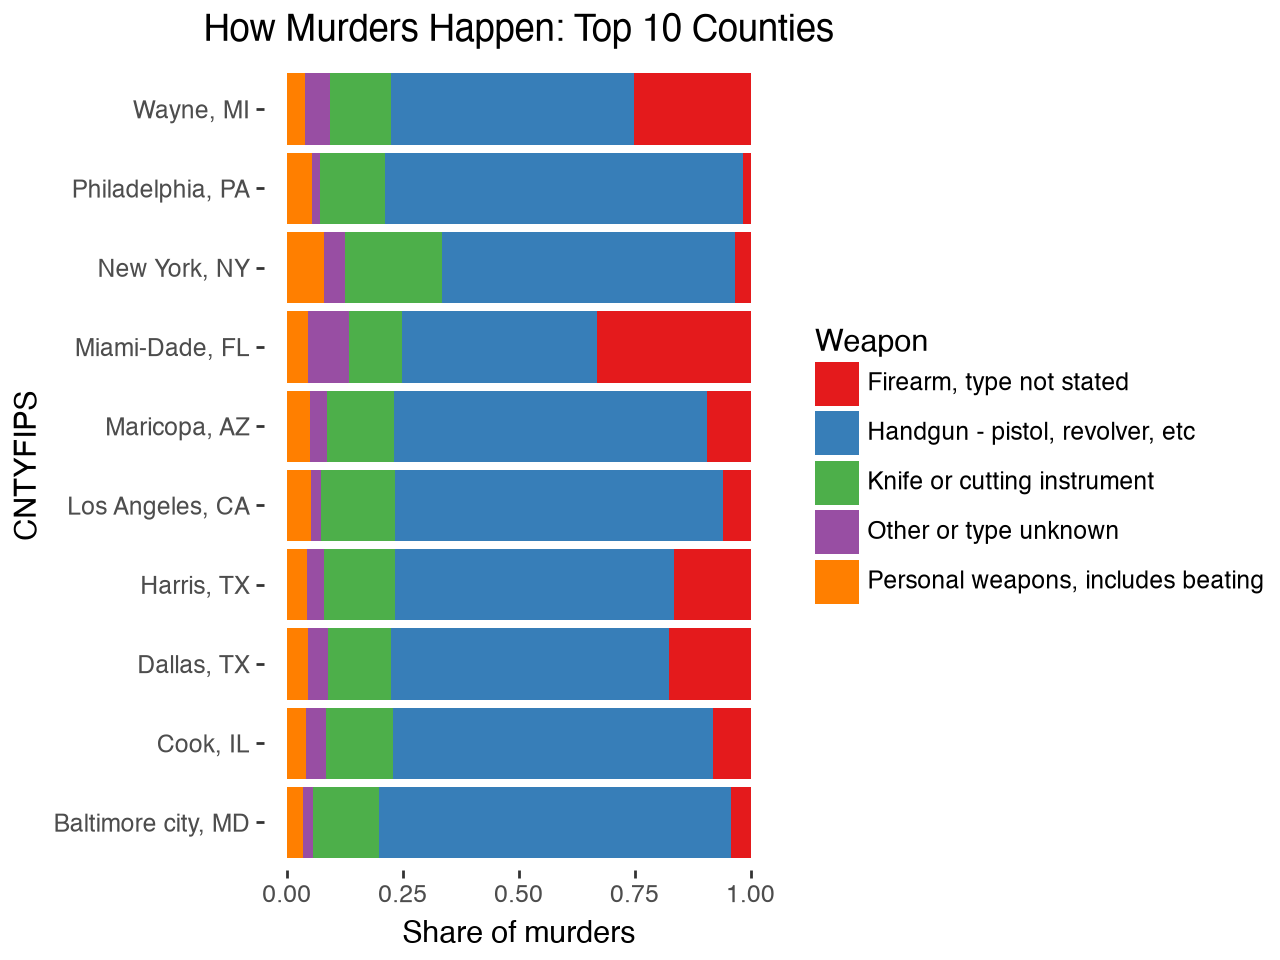 How Murders Happen: Top 10 Counties
Wayne, MI
Philadelphia, PA
New York, NY
Miami-Dade, FL
Maricopa, AZ
Los Angeles, CA
Harris, TX
Dallas, TX
Cook, IL
Baltimore city, MD
CNTYFIPS
0.00 0.25 0.50 0.75 1.00
Share of murders
Weapon
Firearm, type not stated
Handgun - pistol, revolver, etc
Knife or cutting instrument
Other or type unknown
Personal weapons, includes beating